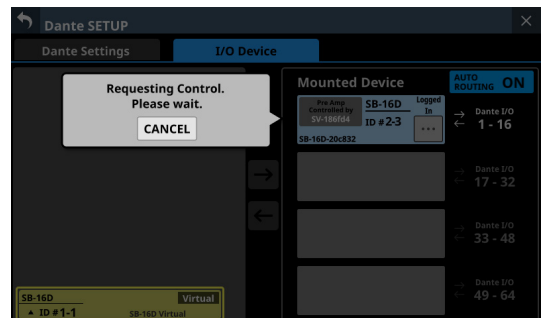 Dante SETUP
Dante Settings
I/O Device
Requesting Control.
Please wait.
CANCEL
Mounted Device
AUTO
ROUTING ON
Pre Amp
Controlled by
SV-186fd4
SB-16D
ID #2-3
Logged
In
...
SB-16D-20c832
Dante I/O
1 - 16
Dante I/O
17 - 32
Dante I/O
33 - 48
Dante I/O
49 - 64
SB-16D
Virtual
ID #1-1
SB-16D Virtual